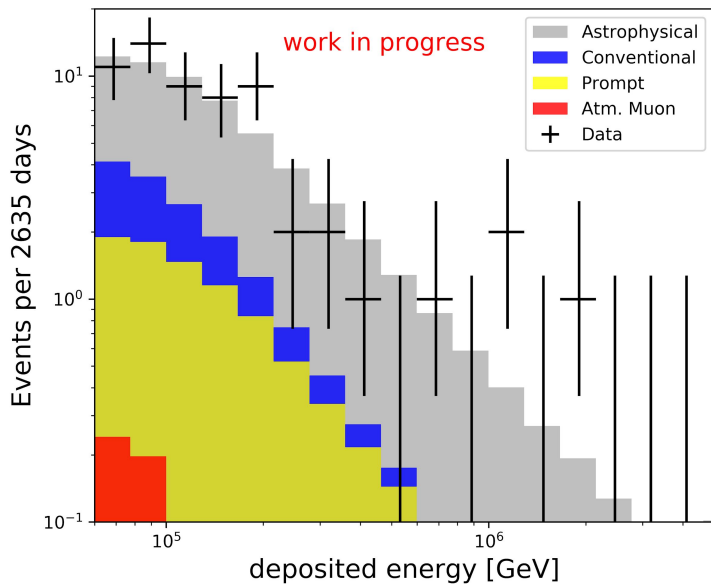 work in progress
Astrophysical
Conventional
Prompt
Atm. Muon
Data
Events per 2635 days
10¹
10⁰
10⁻¹
10⁵
10⁶
deposited energy [GeV]